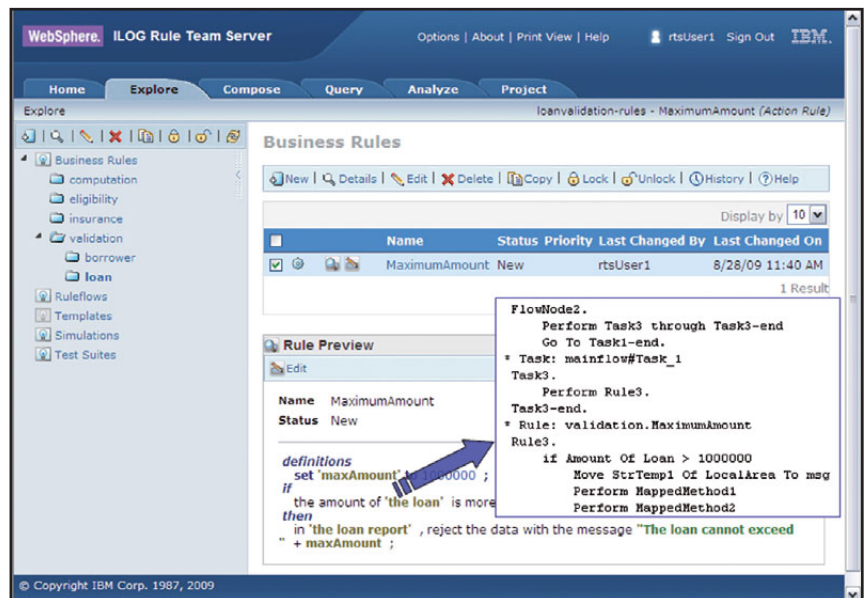 WebSphere. ILOG Rule Team Server
Options | About | Print View | Help
rtsUser1 Sign Out IBM.
Home Explore Compose Query Analyze Project
Explore
loanvalidation-rules - MaximumAmount (Action Rule)
Business Rules
computation
eligibility
insurance
validation
borrower
loan
Ruleflows
Templates
Simulations
Test Suites
Business Rules
New | Details | Edit | Delete | Copy | Lock | Unlock | History | Help
Display by 10
Name Status Priority Last Changed By Last Changed On
MaximumAmount New rtsUser1 8/28/09 11:40 AM
1 Result
Rule Preview
Edit
Name MaximumAmount
Status New
definitions
set 'maxAmount' to 1000000 ;
if
the amount of 'the loan' is more
then
in 'the loan report' , reject the data with the message "The loan cannot exceed
" + maxAmount ;
FlowNode2.
Perform Task3 through Task3-end
Go To Task1-end.
* Task: mainflow#Task_1
Task3.
Perform Rule3.
Task3-end.
* Rule: validation.MaximumAmount
Rule3.
if Amount Of Loan > 1000000
Move StrTemp1 Of LocalArea To msg
Perform MappedMethod1
Perform MappedMethod2
© Copyright IBM Corp. 1987, 2009